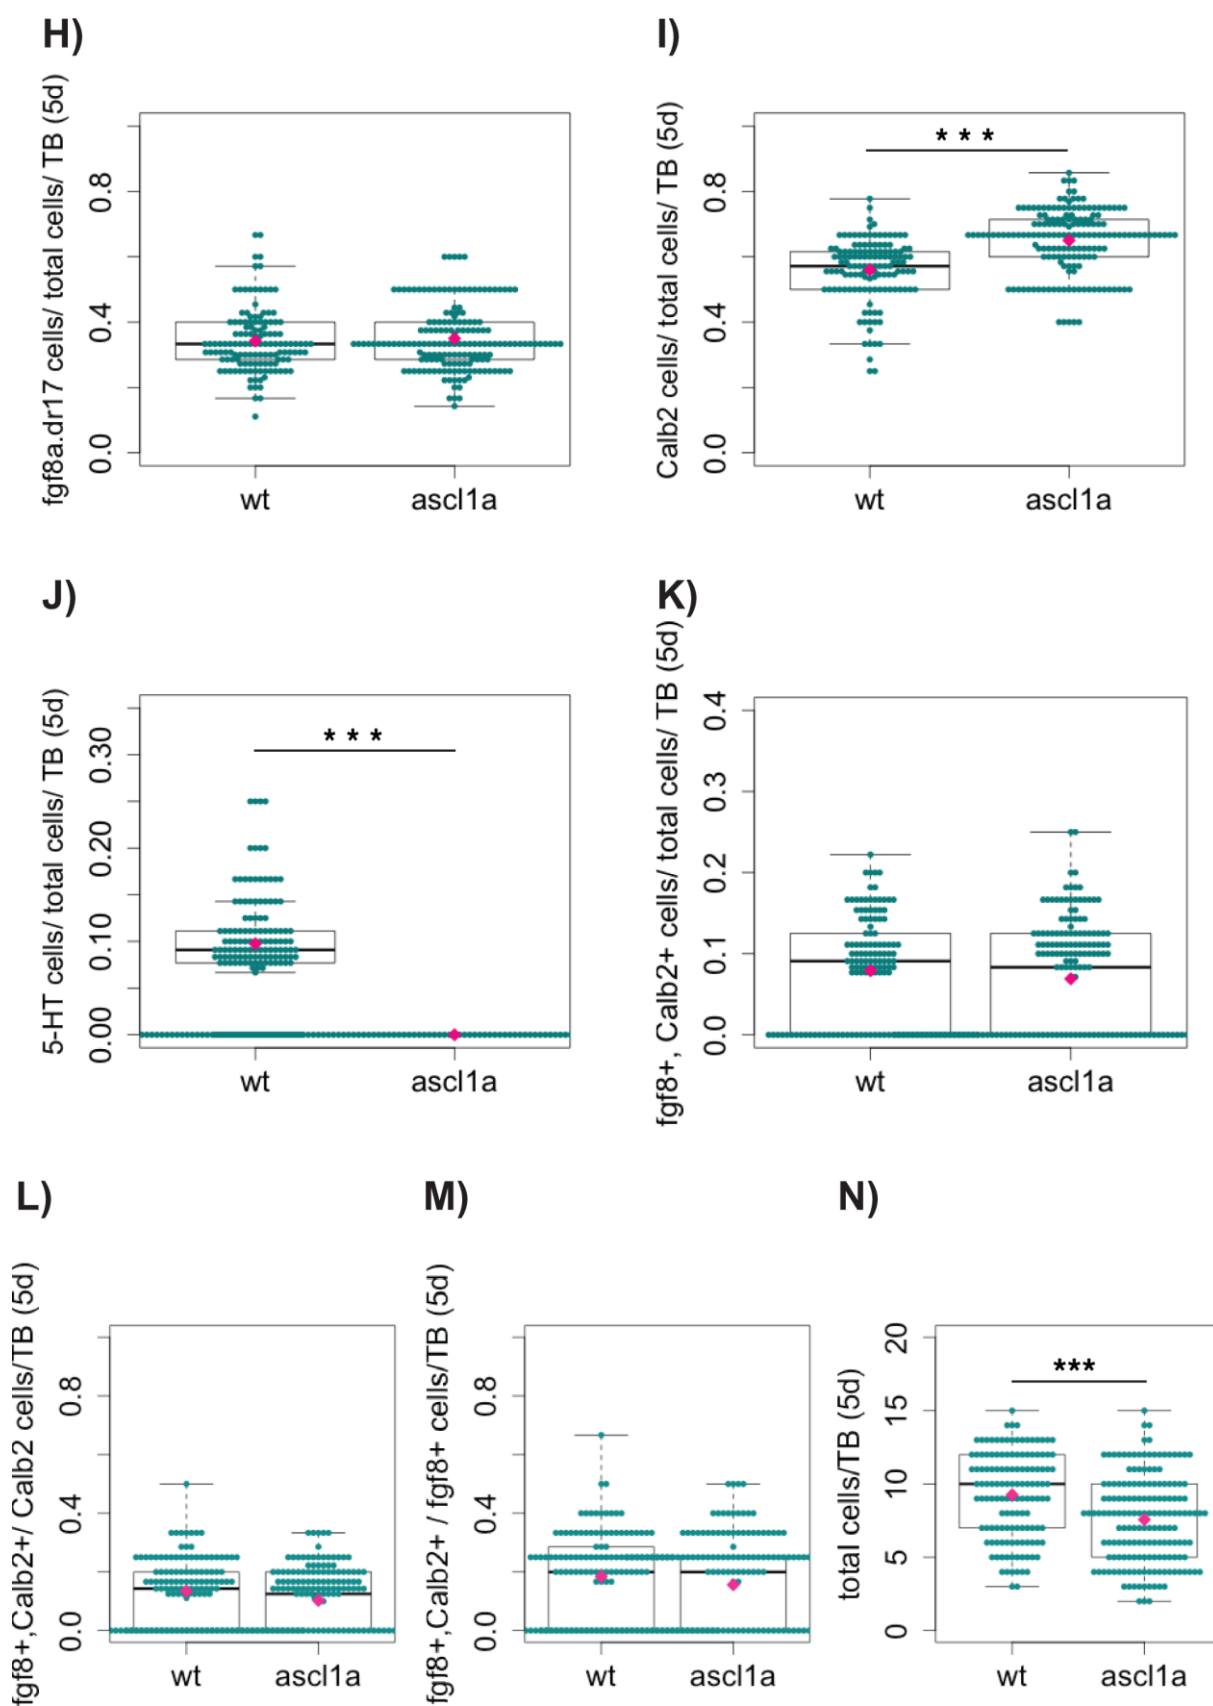 H)
fgf8a.dr17 cells/ total cells/ TB (5d)
0.8
0.4
0.0
wt
ascl1a
I)
Calb2 cells/ total cells/ TB (5d)
0.8
0.4
0.0
* * *
wt
ascl1a
J)
5-HT cells/ total cells/ TB (5d)
0.30
0.20
0.10
0.00
* * *
wt
ascl1a
K)
fgf8+, Calb2+ cells/ total cells/ TB (5d)
0.4
0.3
0.2
0.1
0.0
wt
ascl1a
L)
fgf8+,Calb2+/ Calb2 cells/TB (5d)
0.8
0.4
0.0
wt
ascl1a
M)
fgf8+,Calb2+ / fgf8+ cells/TB (5d)
0.8
0.4
0.0
wt
ascl1a
N)
total cells/TB (5d)
20
15
10
5
0
***
wt
ascl1a